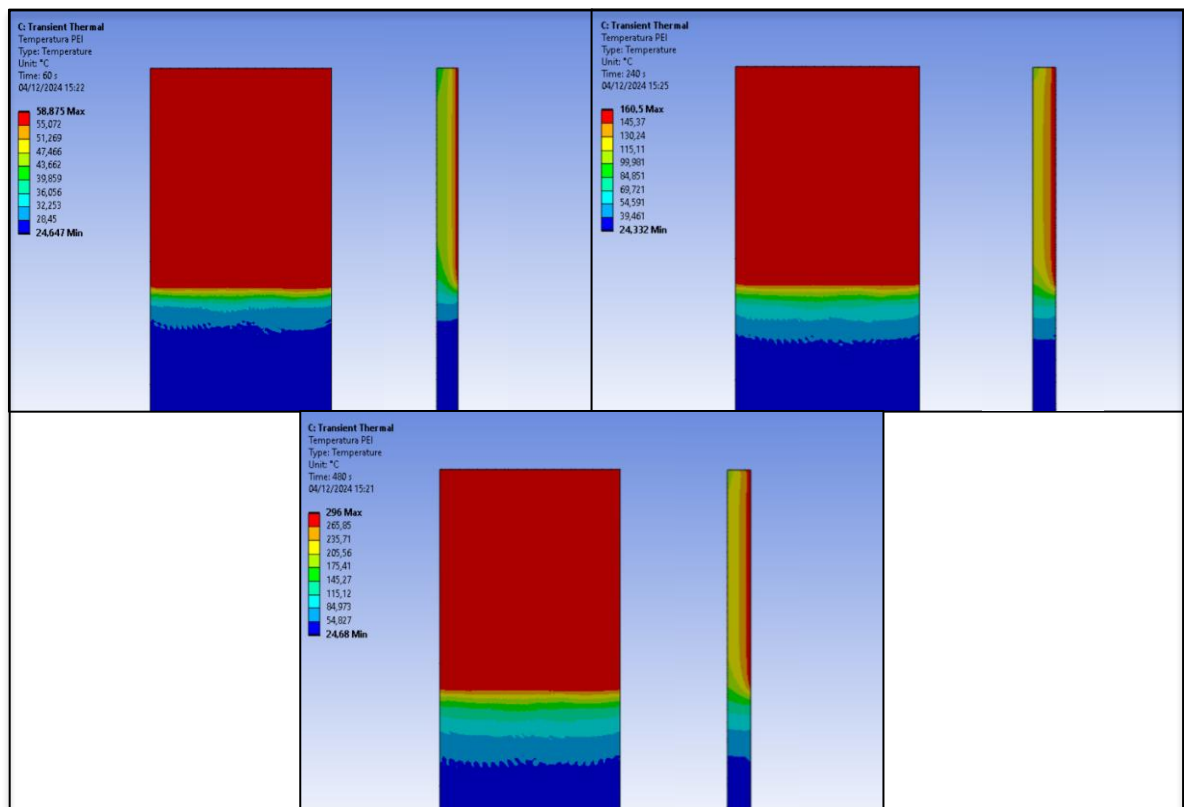 C: Transient Thermal
Temperatura PEI
Type: Temperature
Unit: °C
Time: 60 s
04/12/2024 15:22
58,875 Max
55,072
51,269
47,466
43,662
39,859
36,056
32,253
28,45
24,647 Min
C: Transient Thermal
Temperatura PEI
Type: Temperature
Unit: °C
Time: 240 s
04/12/2024 15:25
160,5 Max
145,37
130,24
115,11
99,981
84,851
69,721
54,591
39,461
24,332 Min
C: Transient Thermal
Temperatura PEI
Type: Temperature
Unit: °C
Time: 480 s
04/12/2024 15:21
296 Max
265,85
235,71
205,56
175,41
145,27
115,12
84,973
54,827
24,68 Min